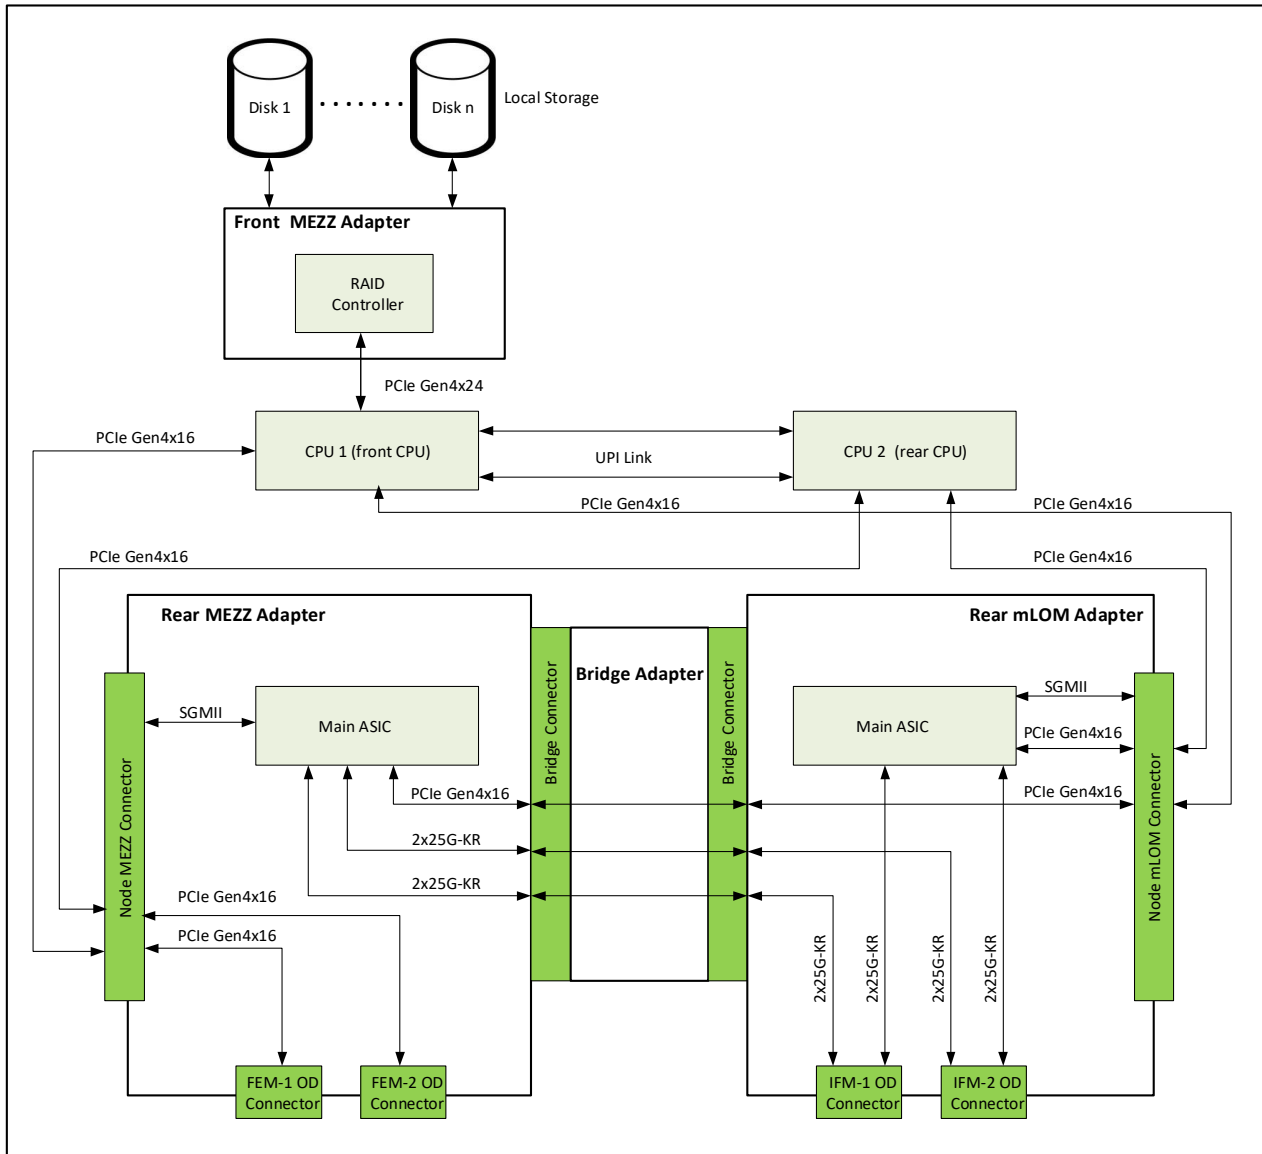 Disk 1
Disk n
Local Storage
Front  MEZZ Adapter
RAID
Controller
PCIe Gen4x24
PCIe Gen4x16
CPU 1 (front CPU)
UPI Link
CPU 2  (rear CPU)
PCIe Gen4x16
PCIe Gen4x16
PCIe Gen4x16
PCIe Gen4x16
Rear MEZZ Adapter
Rear mLOM Adapter
Bridge Adapter
Bridge Connector
Bridge Connector
SGMII
Main ASIC
Main ASIC
SGMII
PCIe Gen4x16
PCIe Gen4x16
PCIe Gen4x16
2x25G-KR
2x25G-KR
Node MEZZ Connector
Node mLOM Connector
PCIe Gen4x16
PCIe Gen4x16
2x25G-KR
2x25G-KR
2x25G-KR
2x25G-KR
FEM-1 OD
Connector
FEM-2 OD
Connector
IFM-1 OD
Connector
IFM-2 OD
Connector